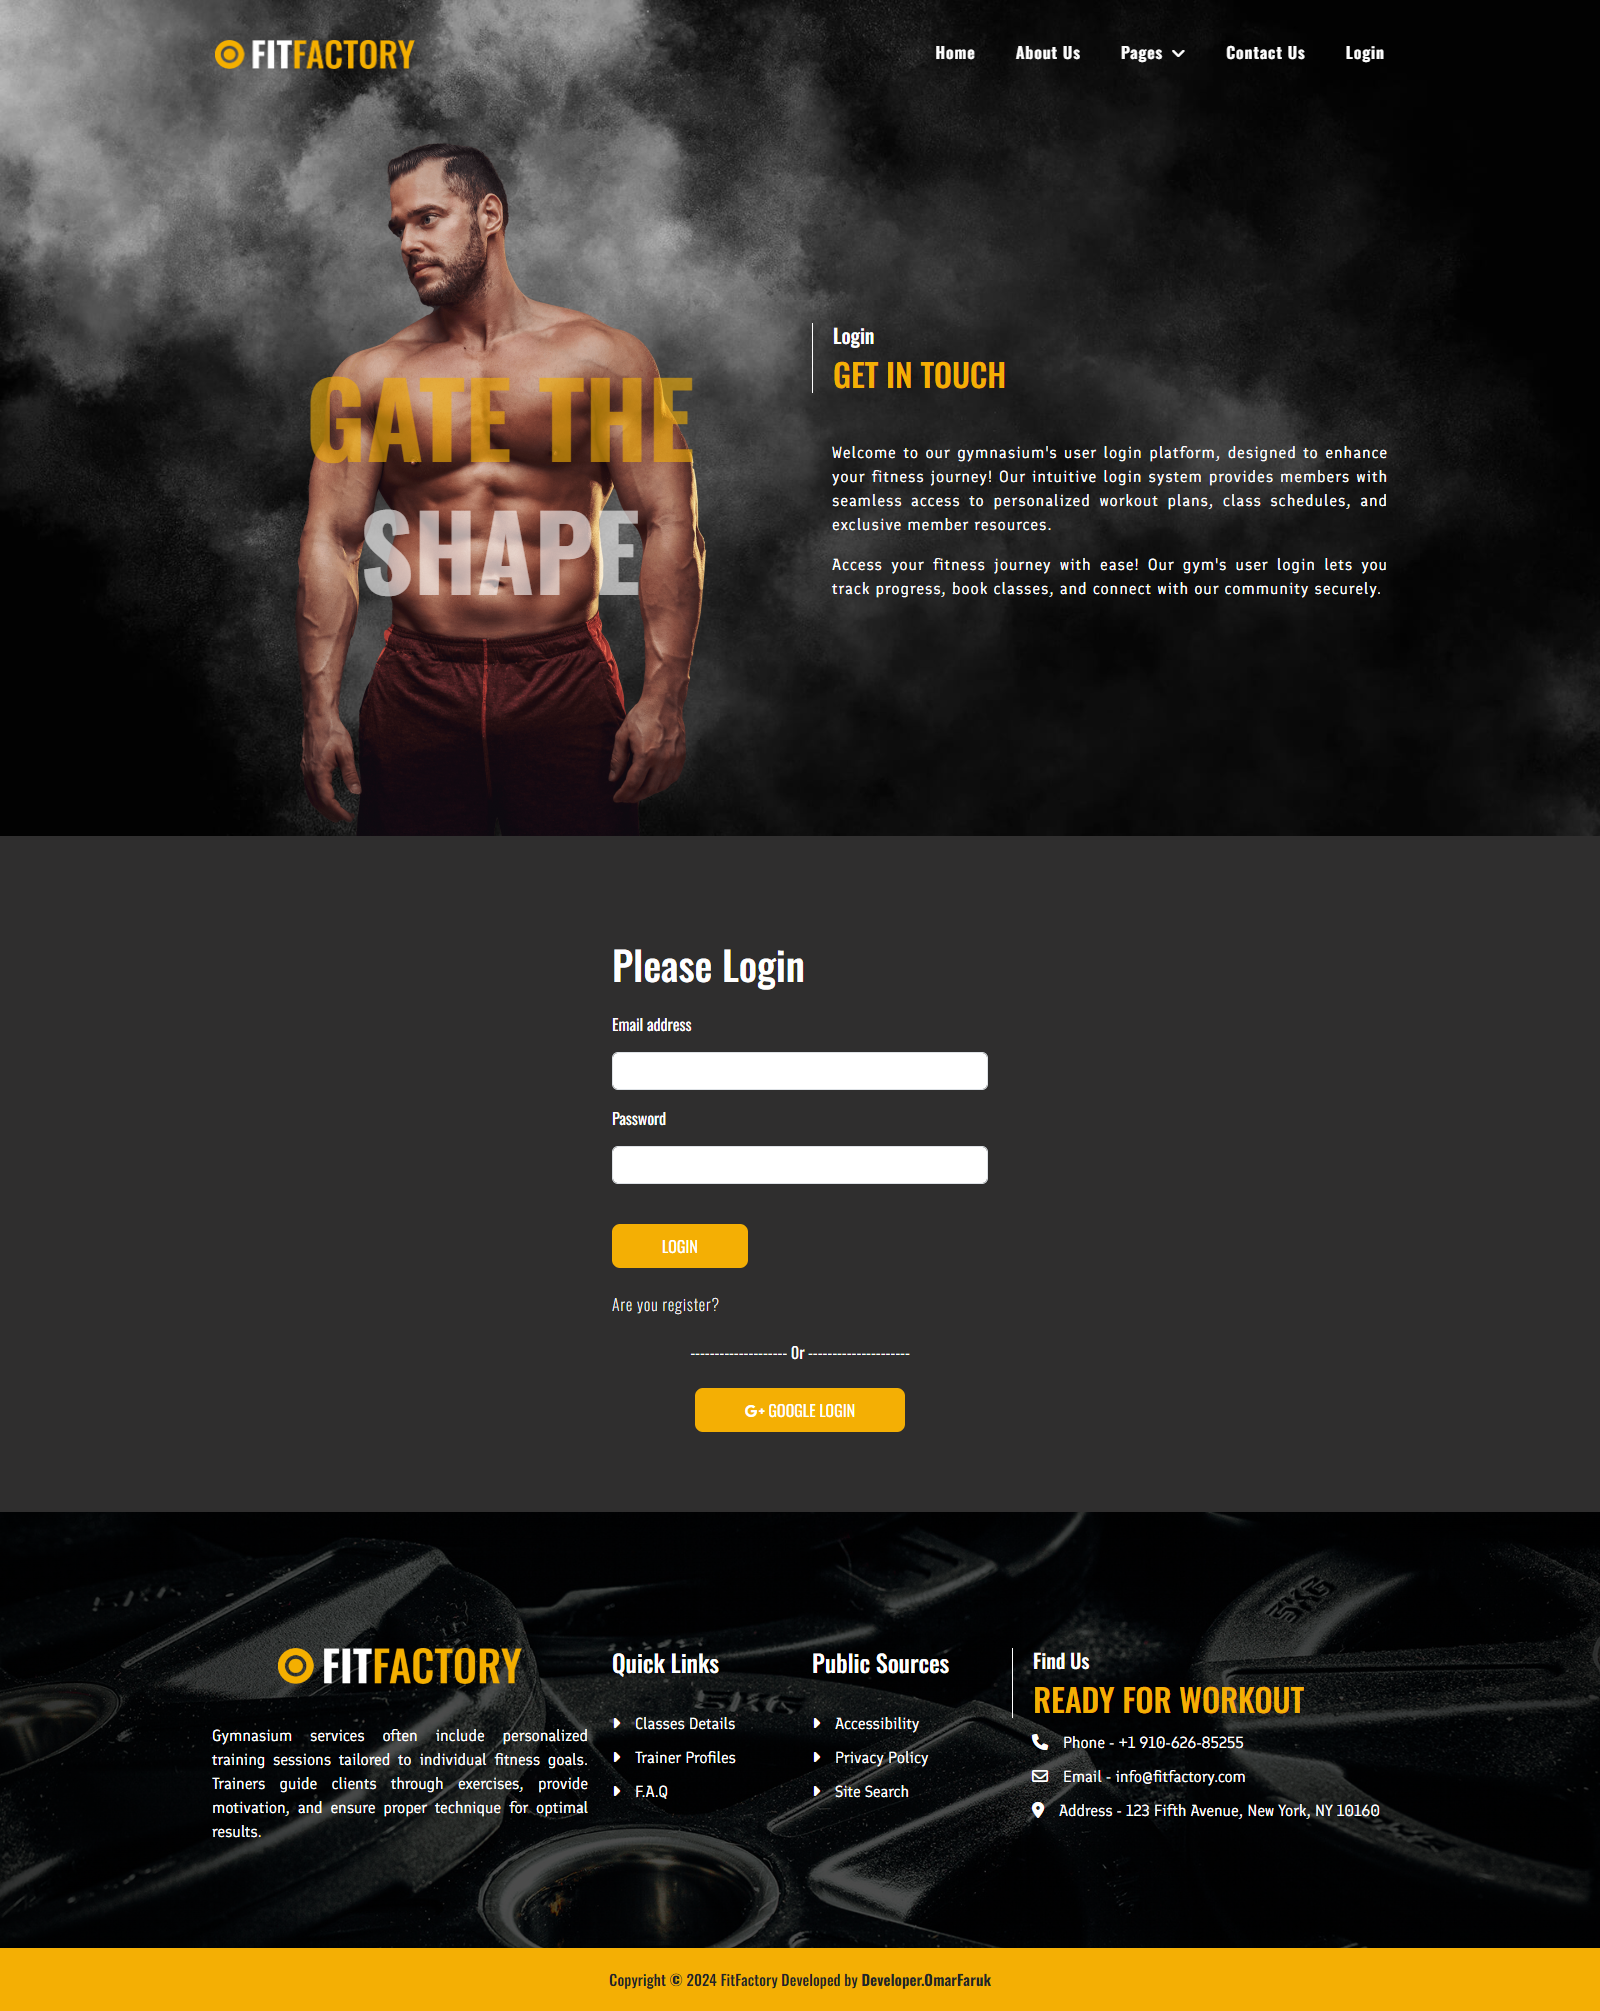 FITFACTORY
Home About Us Pages Contact Us Login
Login
GET IN TOUCH
GATE THE
SHAPE
Welcome to our gymnasium's user login platform, designed to enhance
your fitness journey! Our intuitive login system provides members with
seamless access to personalized workout plans, class schedules, and
exclusive member resources.
Access your fitness journey with ease! Our gym's user login lets you
track progress, book classes, and connect with our community securely.
Please Login
Email address
Password
LOGIN
Are you register?
-------------------- Or ---------------------
G+ GOOGLE LOGIN
FITFACTORY
Gymnasium services often include personalized
training sessions tailored to individual fitness goals.
Trainers guide clients through exercises, provide
motivation, and ensure proper technique for optimal
results.
Quick Links
Classes Details
Trainer Profiles
F.A.Q
Public Sources
Accessibility
Privacy Policy
Site Search
Find Us
READY FOR WORKOUT
Phone - +1 910-626-85255
Email - info@fitfactory.com
Address - 123 Fifth Avenue, New York, NY 10160
5KG
5KG
Copyright © 2024 FitFactory Developed by Developer.OmarFaruk